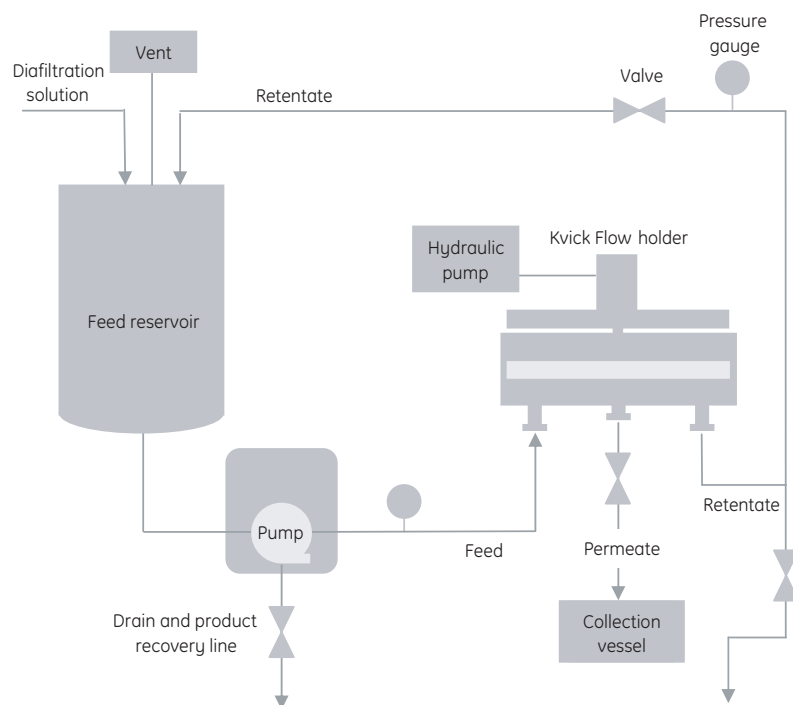 Pressure
gauge
Vent
Valve
Diafiltration
solution
Retentate
Kvick Flow holder
Hydraulic
pump
Feed reservoir
Pump
Feed
Retentate
Permeate
Drain and product
recovery line
Collection
vessel